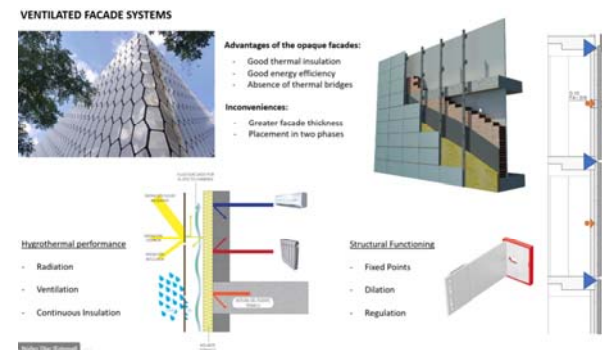 VENTILATED FACADE SYSTEMS
Advantages of the opaque facades:
- Good thermal insulation
- Good energy efficiency
- Absence of thermal bridges
Inconveniences:
- Greater facade thickness
- Placement in two phases
Hygrothermal performance
- Radiation
- Ventilation
- Continuous Insulation
Structural Functioning
- Fixed Points
- Dilation
- Regulation